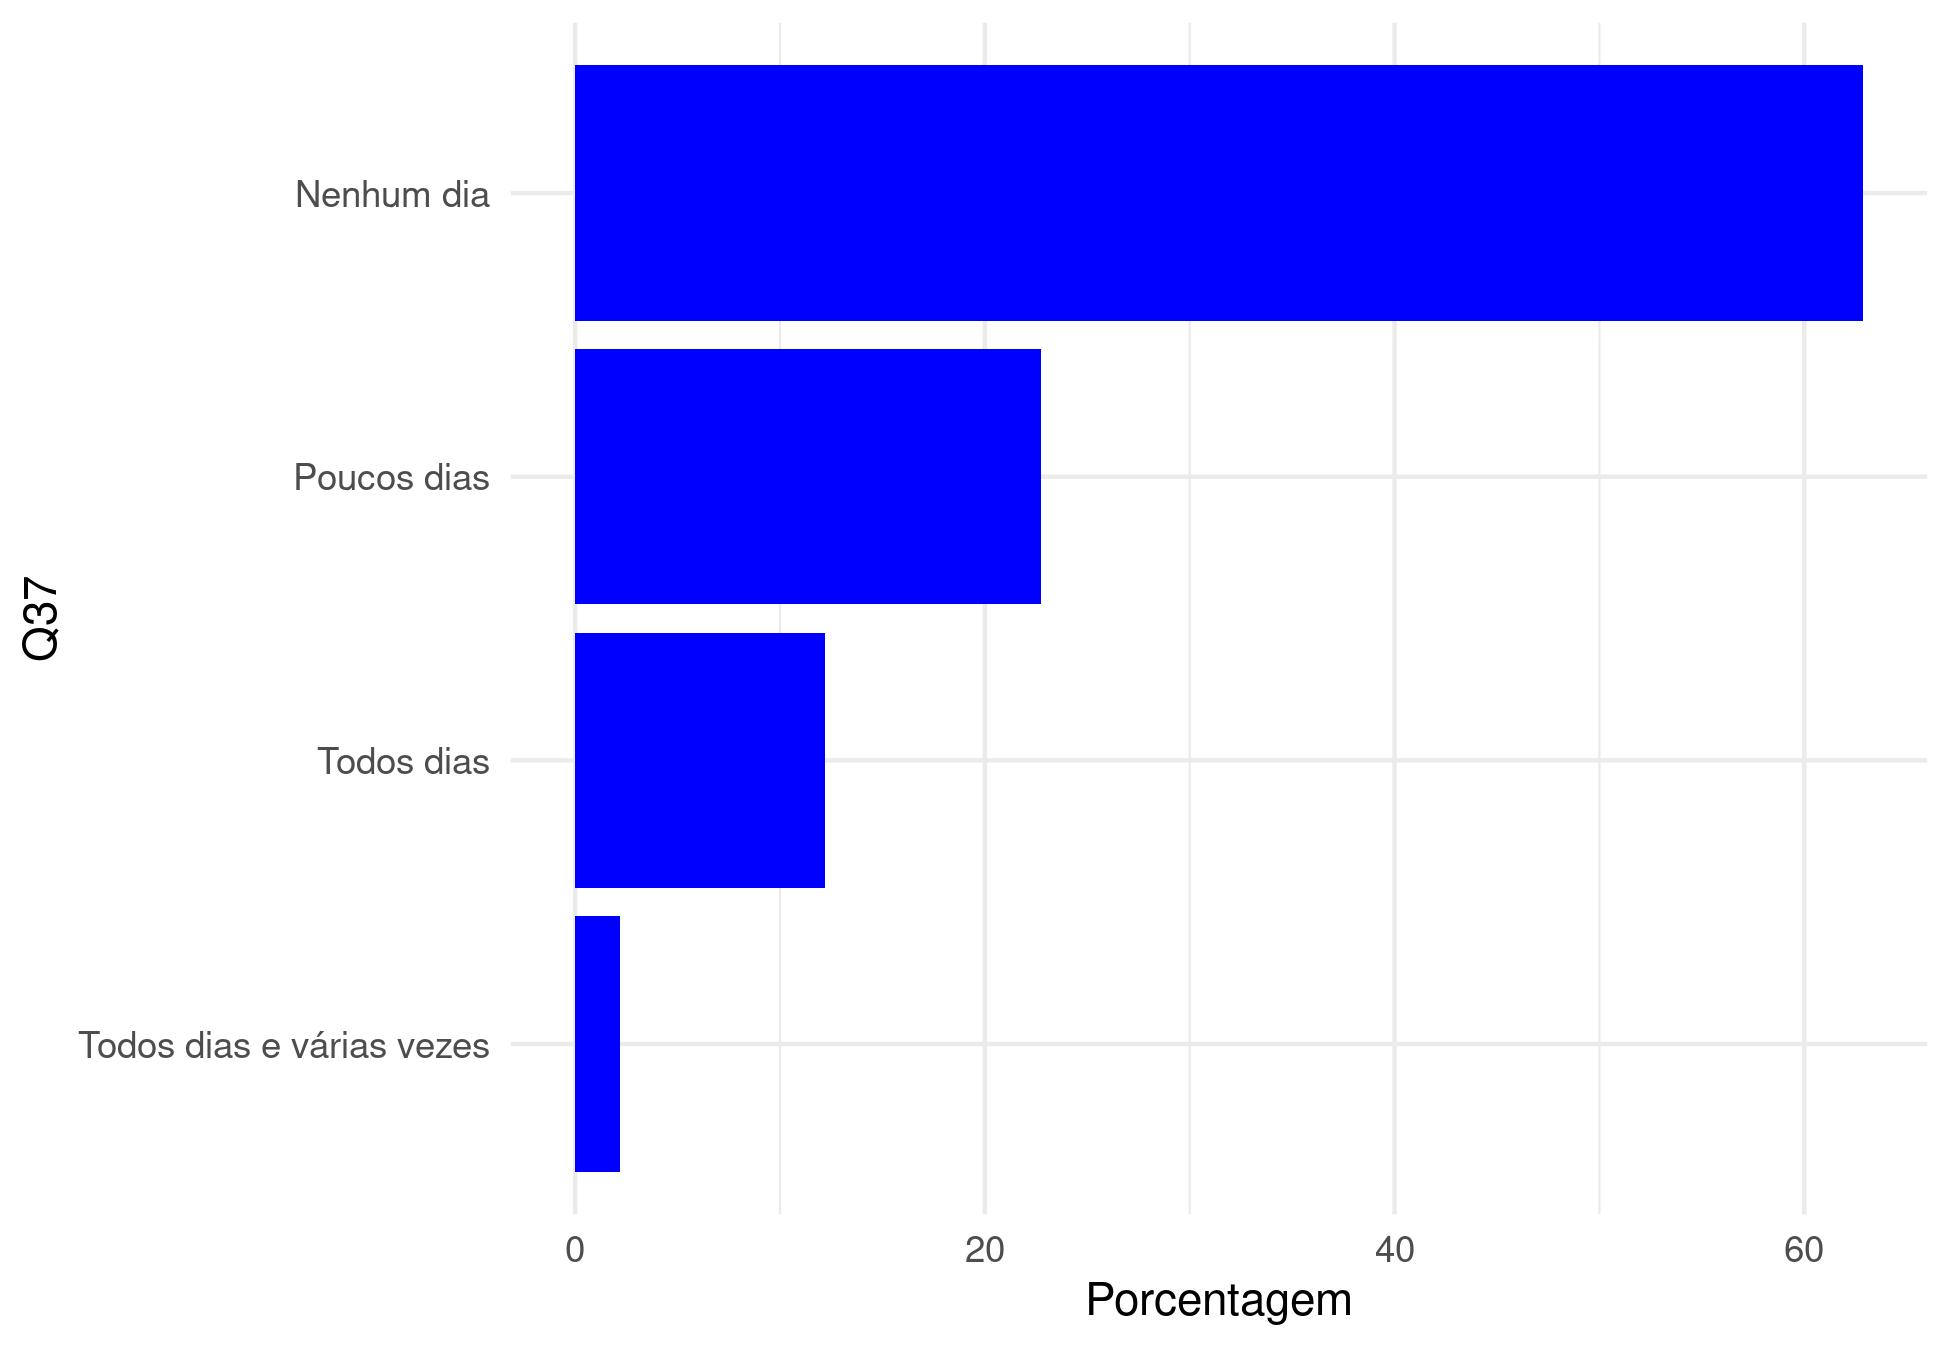 Nenhum dia
Poucos dias
Todos dias
Todos dias e várias vezes
Q37
0 20 40 60
Porcentagem